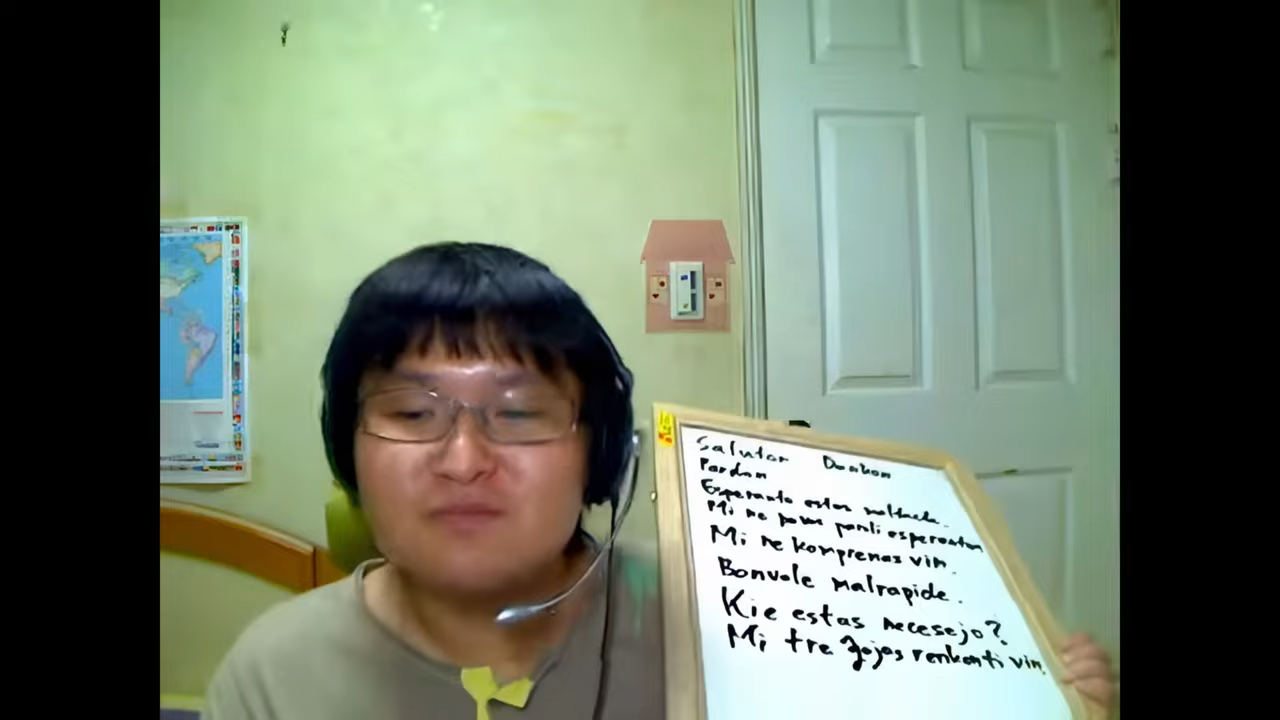 Saluton Dankon
Pardon
Esperanto estas
Mi ne povas paroli esperanton
Mi ne komprenas vin.
Bonvole malrapide.
Kie estas necesejo?
Mi tre ĝojas renkonti vin.